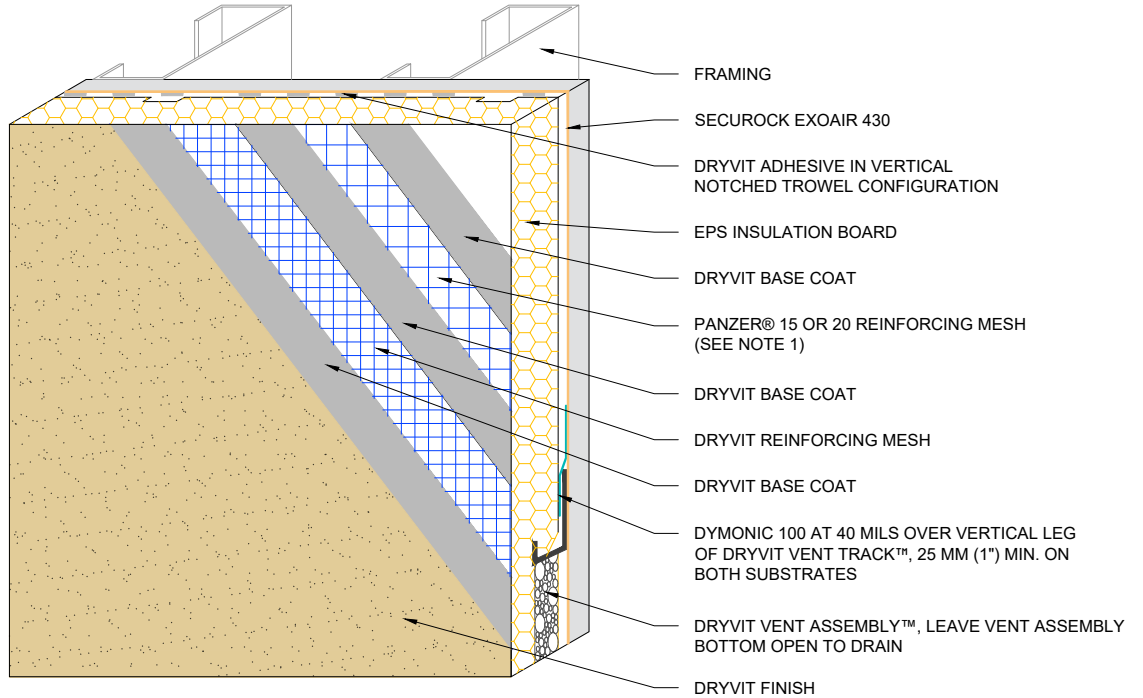 FRAMING
SECUROCK EXOAIR 430
DRYVIT ADHESIVE IN VERTICAL
NOTCHED TROWEL CONFIGURATION
EPS INSULATION BOARD
DRYVIT BASE COAT
PANZER® 15 OR 20 REINFORCING MESH
(SEE NOTE 1)
DRYVIT BASE COAT
DRYVIT REINFORCING MESH
DRYVIT BASE COAT
DYMONIC 100 AT 40 MILS OVER VERTICAL LEG
OF DRYVIT VENT TRACK™, 25 MM (1") MIN. ON
BOTH SUBSTRATES
DRYVIT VENT ASSEMBLY™, LEAVE VENT ASSEMBLY
BOTTOM OPEN TO DRAIN
DRYVIT FINISH